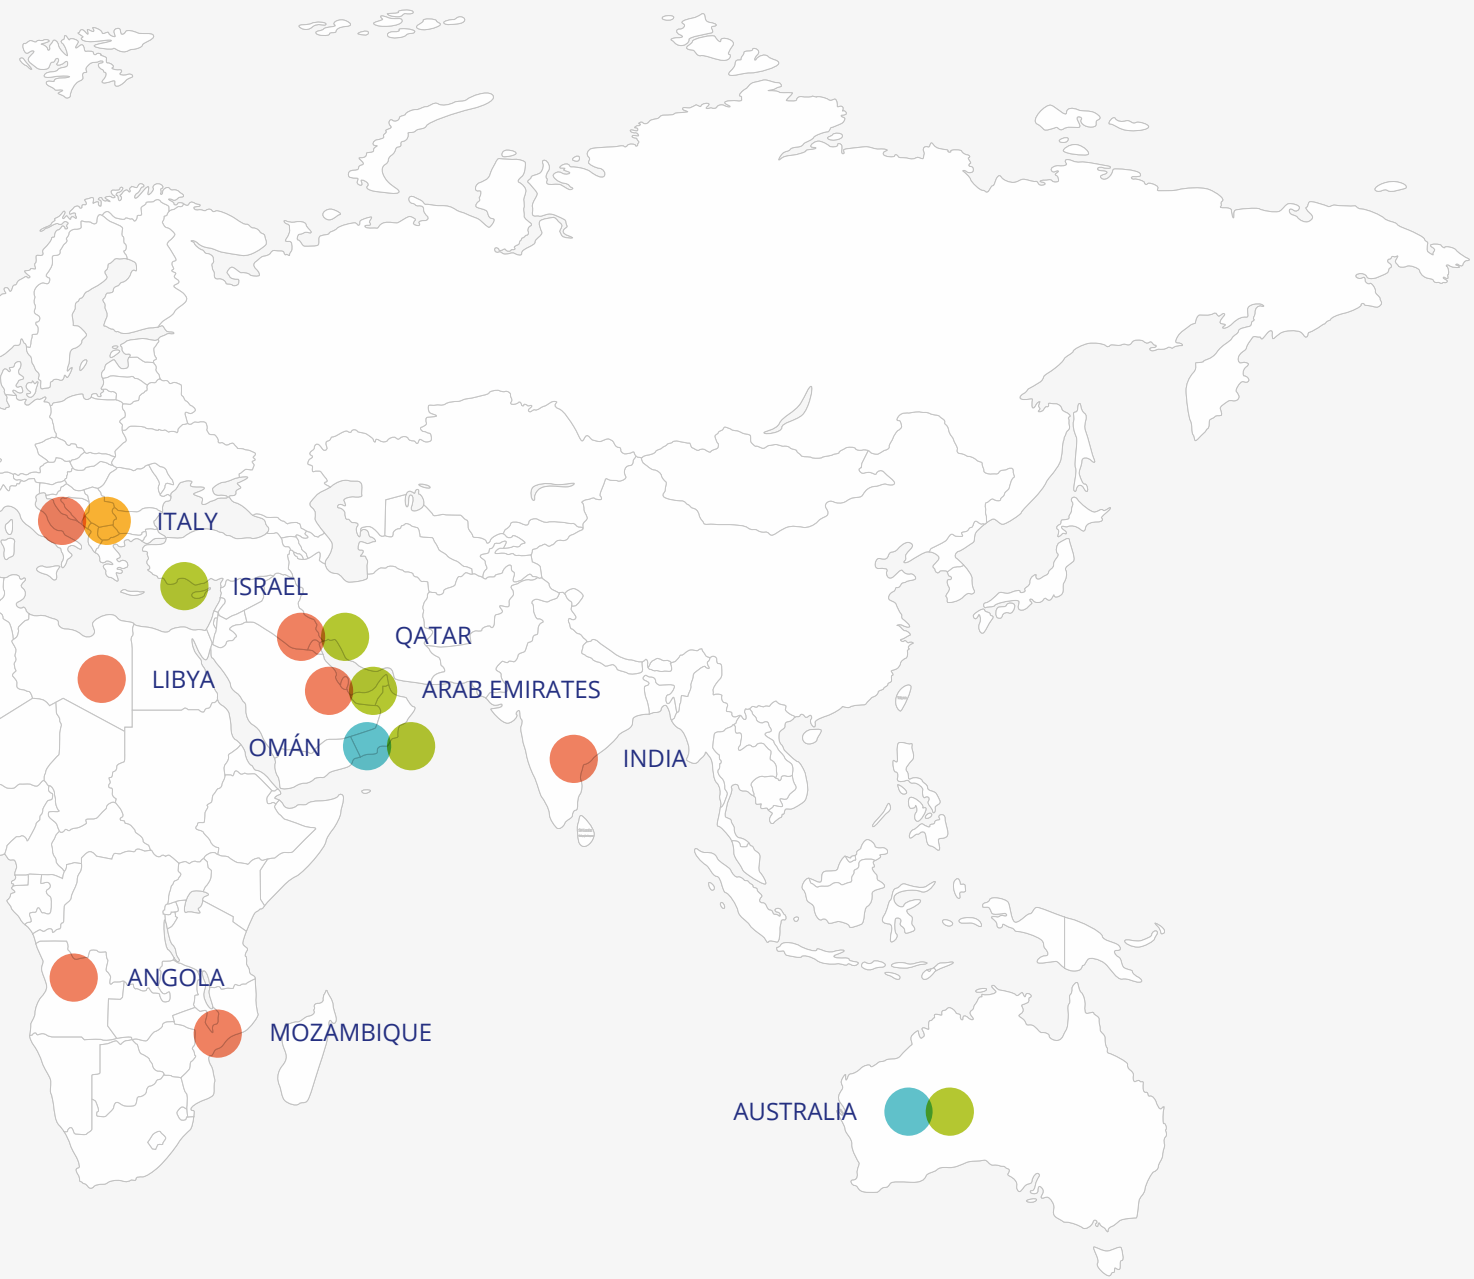 ITALY
ISRAEL
QATAR
LIBYA
ARAB EMIRATES
OMÁN
INDIA
ANGOLA
MOZAMBIQUE
AUSTRALIA